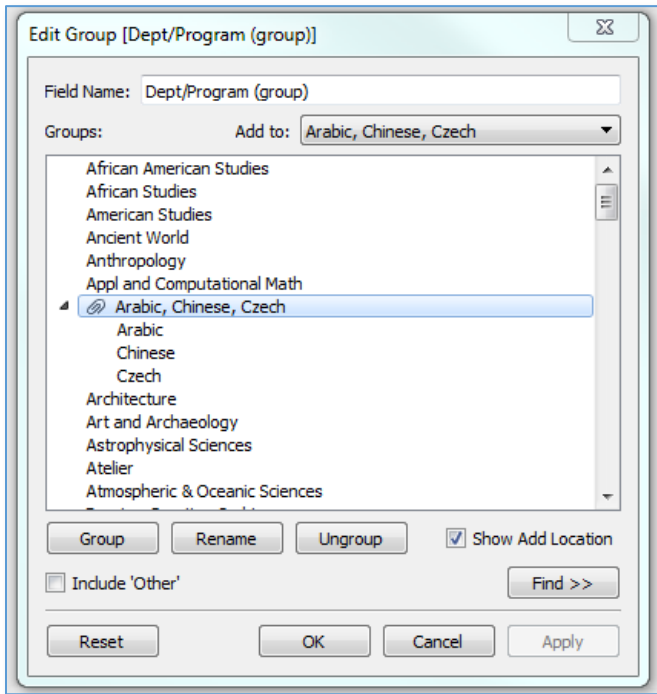 Edit Group [Dept/Program (group)]
Field Name: Dept/Program (group)
Groups: Add to: Arabic, Chinese, Czech
African American Studies
African Studies
American Studies
Ancient World
Anthropology
Appl and Computational Math
Arabic, Chinese, Czech
Arabic
Chinese
Czech
Architecture
Art and Archaeology
Astrophysical Sciences
Atelier
Atmospheric & Oceanic Sciences
Group Rename Ungroup Show Add Location
Include 'Other' Find >>
Reset OK Cancel Apply